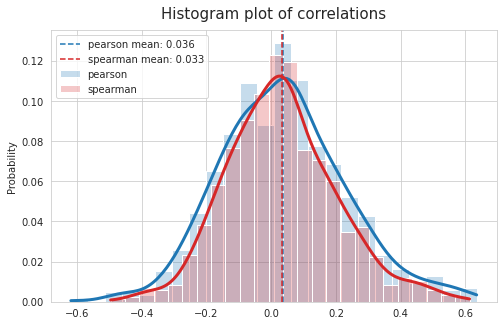 Histogram plot of correlations
pearson mean: 0.036
spearman mean: 0.033
pearson
spearman
Probability
0.12
0.10
0.08
0.06
0.04
0.02
0.00
−0.6 −0.4 −0.2 0.0 0.2 0.4 0.6